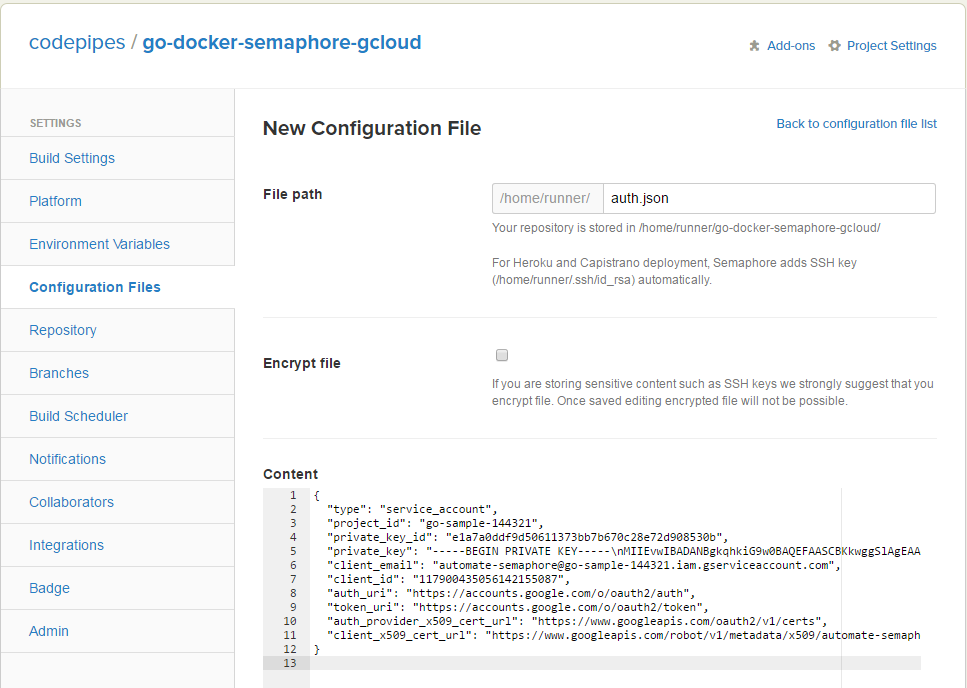 codepipes / go-docker-semaphore-gcloud
Add-ons
Project Settings
SETTINGS
Build Settings
Platform
Environment Variables
Configuration Files
Repository
Branches
Build Scheduler
Notifications
Collaborators
Integrations
Badge
Admin
New Configuration File
Back to configuration file list
File path
/home/runner/ auth.json
Your repository is stored in /home/runner/go-docker-semaphore-gcloud/
For Heroku and Capistrano deployment, Semaphore adds SSH key
(/home/runner/.ssh/id_rsa) automatically.
Encrypt file
If you are storing sensitive content such as SSH keys we strongly suggest that you
encrypt file. Once saved editing encrypted file will not be possible.
Content
1 {
2 "type": "service_account",
3 "project_id": "go-sample-144321",
4 "private_key_id": "e1a7a0ddf9d50611373bb7b670c28e72d908530b",
5 "private_key": "-----BEGIN PRIVATE KEY-----\nMIIEvwIBADANBgkqhkiG9w0BAQEFAASCBKkwggSlAgEAA
6 "client_email": "automate-semaphore@go-sample-144321.iam.gserviceaccount.com",
7 "client_id": "117900435056142155087",
8 "auth_uri": "https://accounts.google.com/o/oauth2/auth",
9 "token_uri": "https://accounts.google.com/o/oauth2/token",
10 "auth_provider_x509_cert_url": "https://www.googleapis.com/oauth2/v1/certs",
11 "client_x509_cert_url": "https://www.googleapis.com/robot/v1/metadata/x509/automate-semaph
12 }
13